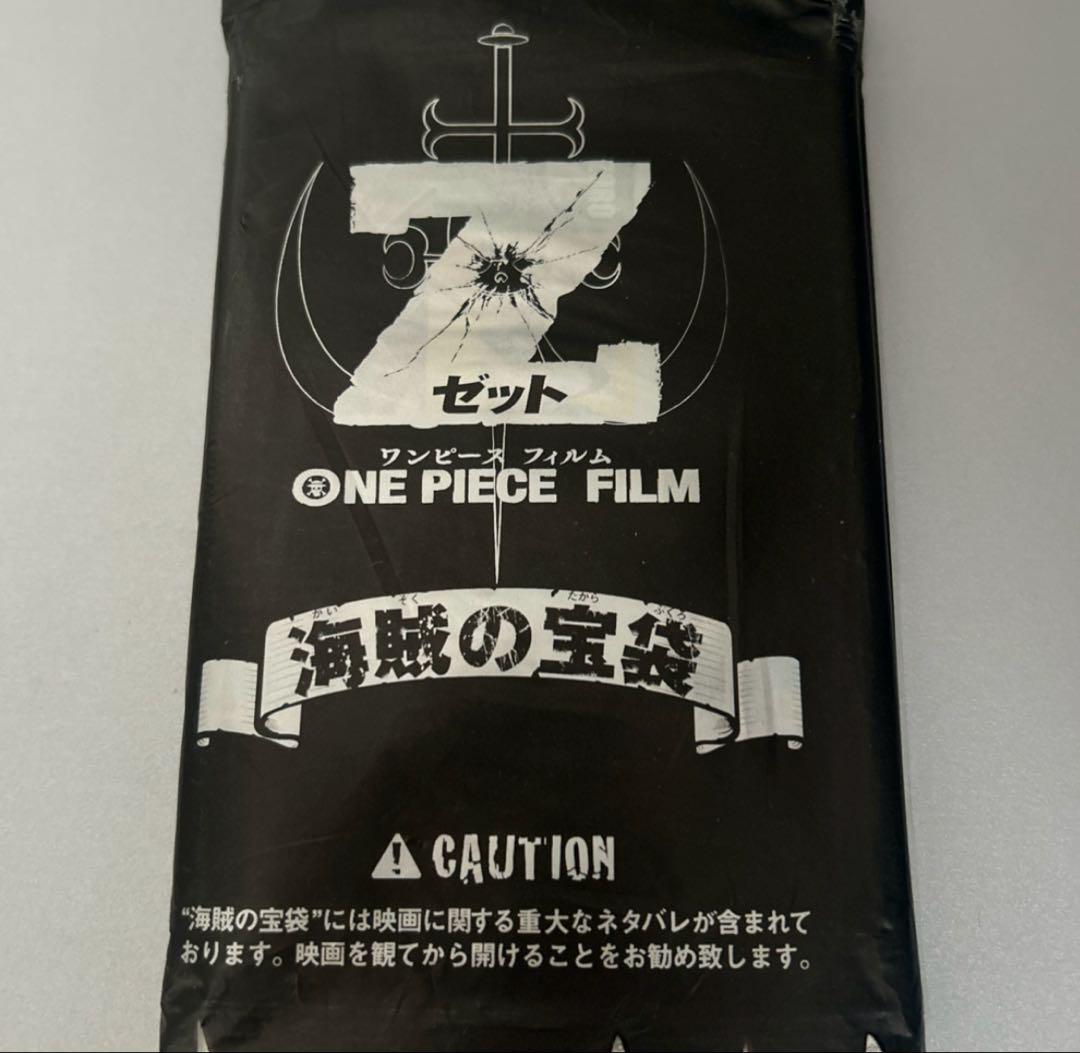 Z
ゼット
ワンピース フィルム
ONE PIECE FILM
かい ぞく たから ぶくろ
海賊の宝袋
CAUTION
“海賊の宝袋”には映画に関する重大なネタバレが含まれて
おります。映画を観てから開けることをお勧め致します。